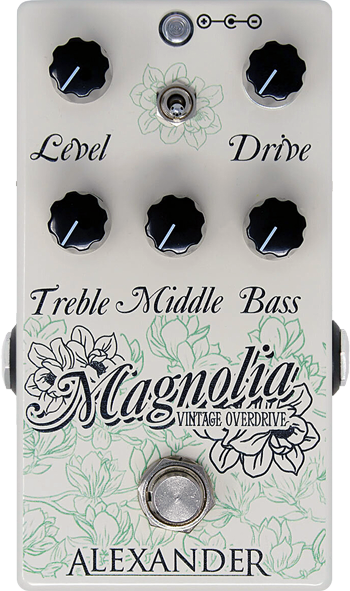 Level Drive
Treble Middle Bass
Magnolia
VINTAGE OVERDRIVE
ALEXANDER